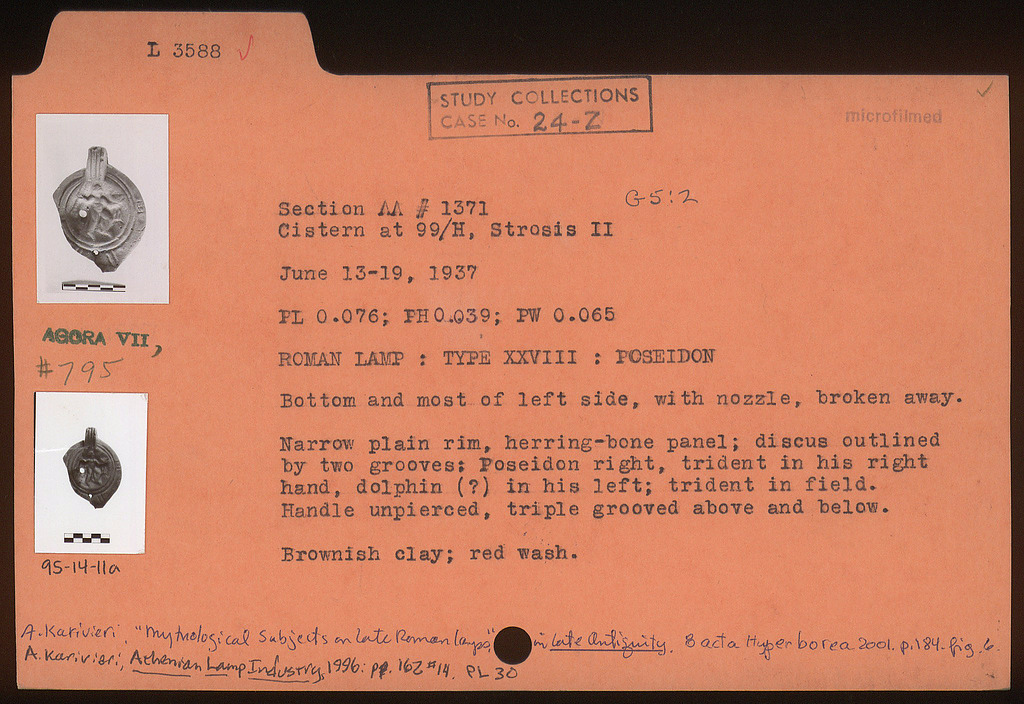 L 3588 ✓
STUDY COLLECTIONS
CASE No. 24-Z
microfilmed
Section AA # 1371
G-5:2
Cistern at 99/H, Strosis II
June 13-19, 1937
PL 0.076; PH 0.039; PW 0.065
AGORA VII,
#795
ROMAN LAMP : TYPE XXVIII : POSEIDON
Bottom and most of left side, with nozzle, broken away.
Narrow plain rim, herring-bone panel; discus outlined
by two grooves: Poseidon right, trident in his right
hand, dolphin (?) in his left; trident in field.
Handle unpierced, triple grooved above and below.
Brownish clay; red wash.
95-14-11a
A. Karivieri, "Mythological Subjects on Late Roman lamps," in Late Antiquity. Bacta Hyperborea 2001. p.184. fig. 6.
A. Karivieri, Athenian Lamp Industry, 1996: pp. 162 #14. PL 30